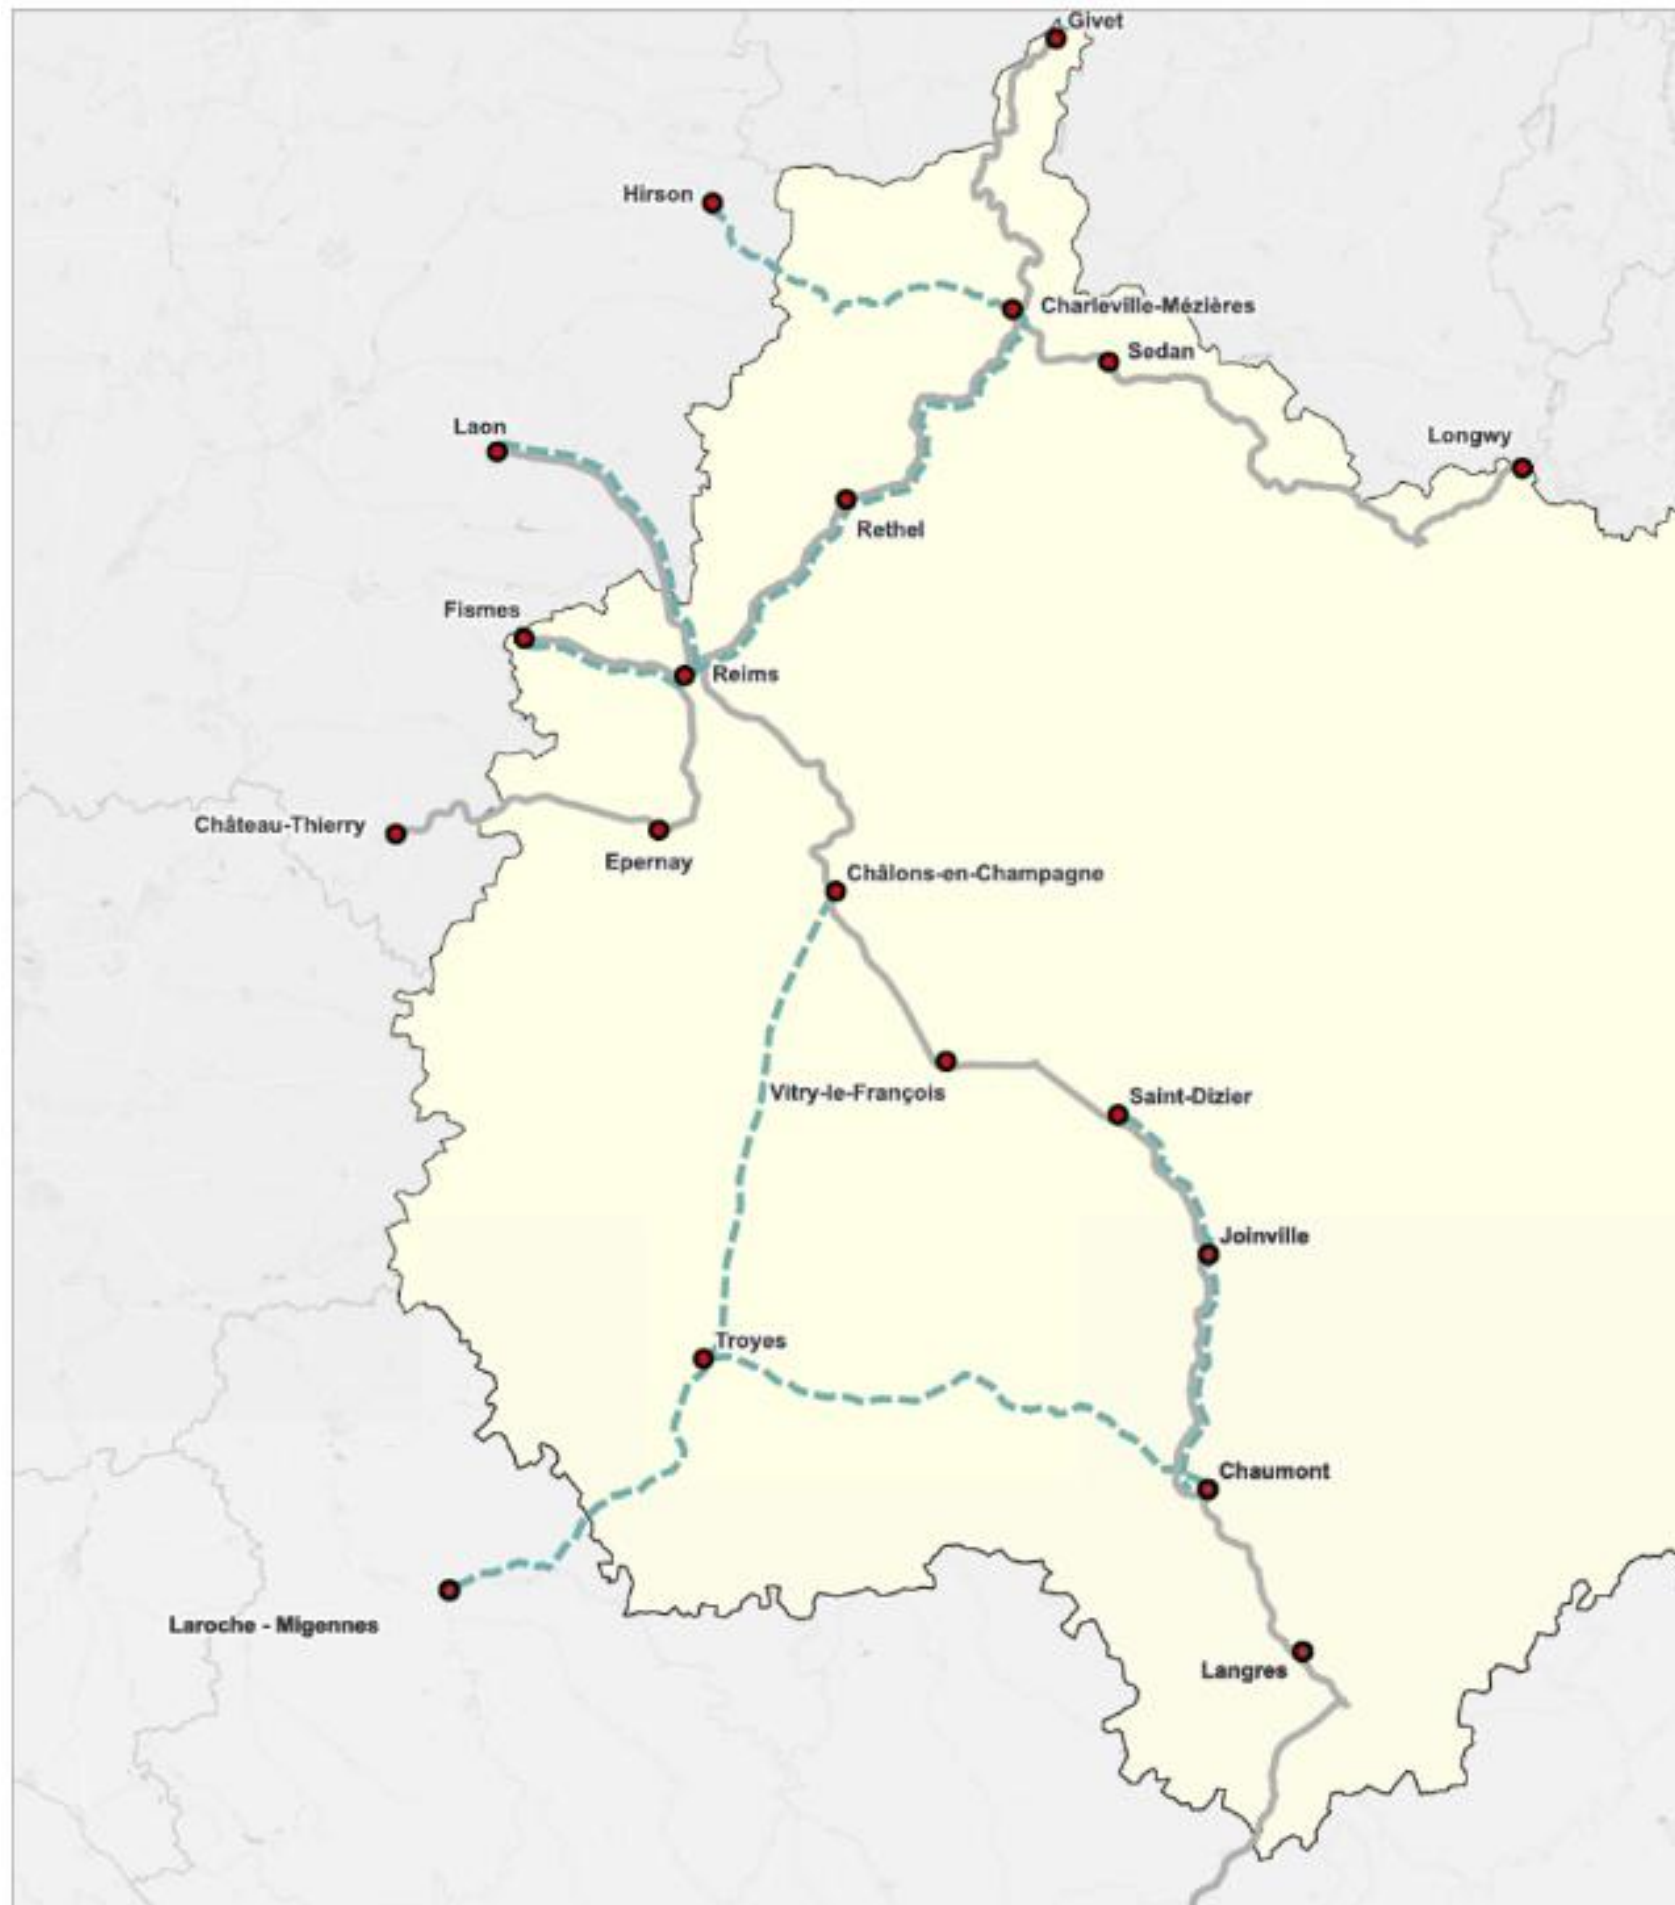 Givet
Hirson
Charleville-Mézières
Sedan
Laon
Longwy
Rethel
Fismes
Reims
Château-Thierry
Epernay
Châlons-en-Champagne
Vitry-le-François
Saint-Dizier
Joinville
Troyes
Chaumont
Laroche - Migennes
Langres